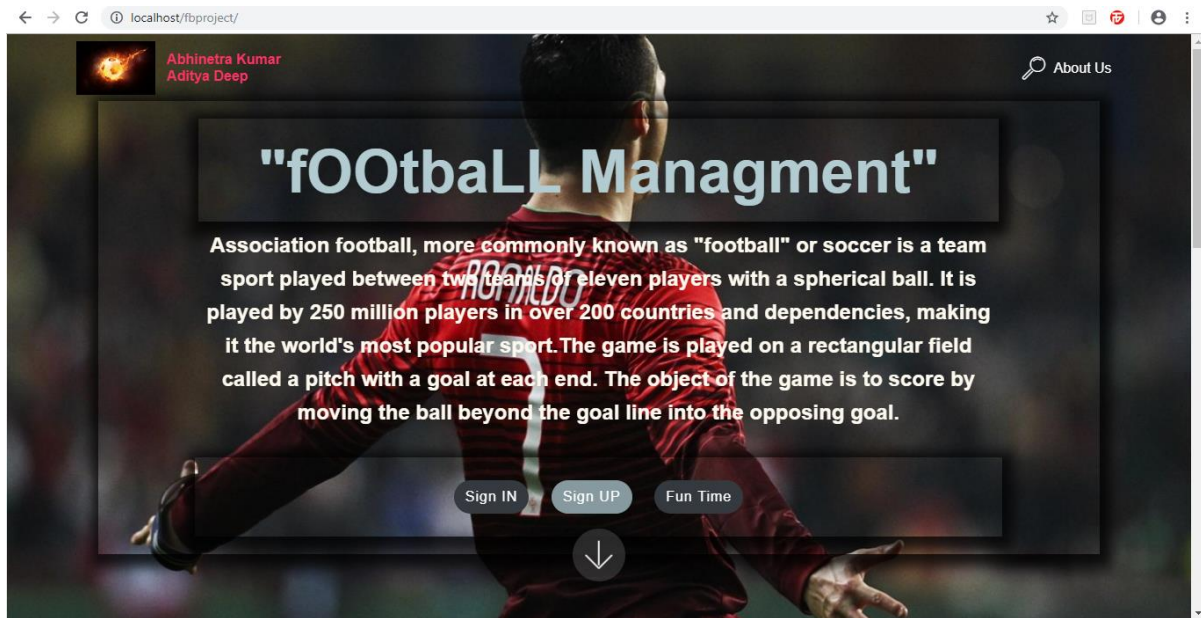 localhost/fbproject/
Abhinetra Kumar
Aditya Deep
About Us
"fOOtbaLL Managment"
Association football, more commonly known as "football" or soccer is a team
sport played between two teams of eleven players with a spherical ball. It is
played by 250 million players in over 200 countries and dependencies, making
it the world's most popular sport.The game is played on a rectangular field
called a pitch with a goal at each end. The object of the game is to score by
moving the ball beyond the goal line into the opposing goal.
RONALDO
7
Sign IN
Sign UP
Fun Time